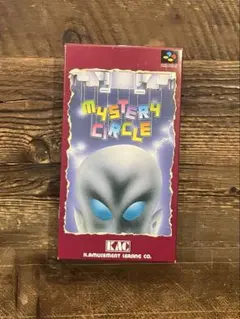 MYSTERY
CIRCLE
KAC
K.AMUSEMENT LEASING CO.